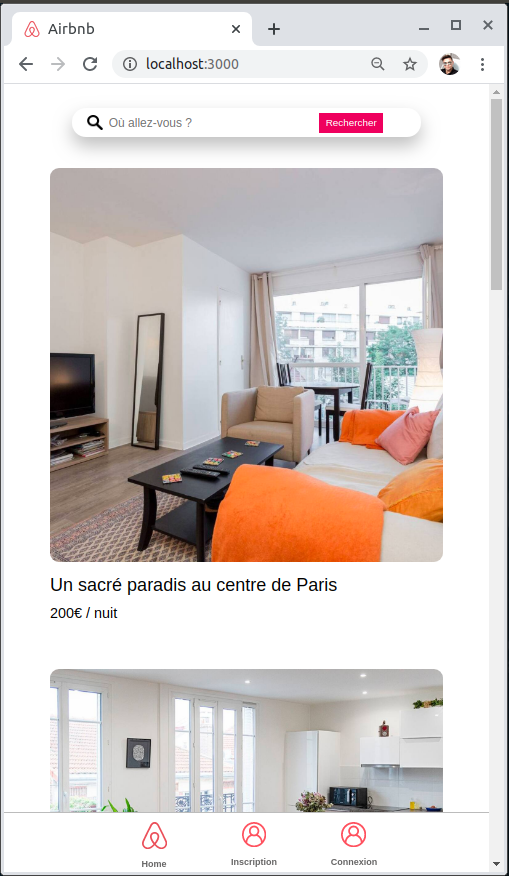 Airbnb
localhost:3000
Où allez-vous ?
Rechercher
Un sacré paradis au centre de Paris
200€ / nuit
Home Inscription Connexion